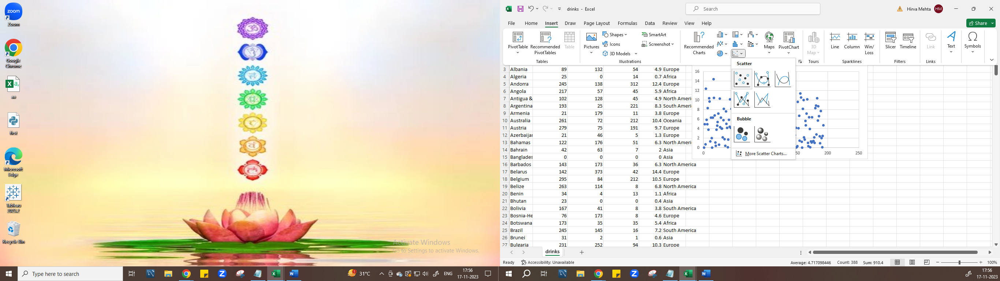 zoom
Zoom
Google
Chrome
a,
aa
first
Microsoft
Edge
Tableau
2023.2
Recycle Bin
Activate Windows
Go to Settings to activate Windows.
Type here to search
31°C
ENG
17:56
17-11-2023
drinks - Excel
Search
Hirva Mehta
HM
File Home Insert Draw Page Layout Formulas Data Review View Help
Share
PivotTable
Recommended
PivotTables
Table
Tables
Pictures
Shapes
Icons
3D Models
SmartArt
Screenshot
Illustrations
Recommended
Charts
Maps
PivotChart
3D
Map
Tours
Line
Column
Win/
Loss
Sparklines
Slicer
Timeline
Filters
Link
Links
Text
Symbols
Scatter
Bubble
More Scatter Charts...
3 Albania 89 132 54 4.9 Europe
4 Algeria 25 0 14 0.7 Africa
5 Andorra 245 138 312 12.4 Europe
6 Angola 217 57 45 5.9 Africa
7 Antigua & 102 128 45 4.9 North Ameri
8 Argentina 193 25 221 8.3 South Ameri
9 Armenia 21 179 11 3.8 Europe
10 Australia 261 72 212 10.4 Oceania
11 Austria 279 75 191 9.7 Europe
12 Azerbaijan 21 46 5 1.3 Europe
13 Bahamas 122 176 51 6.3 North Ameri
14 Bahrain 42 63 7 2 Asia
15 Banglades 0 0 0 0 Asia
16 Barbados 143 173 36 6.3 North America
17 Belarus 142 373 42 14.4 Europe
18 Belgium 295 84 212 10.5 Europe
19 Belize 263 114 8 6.8 North America
20 Benin 34 4 13 1.1 Africa
21 Bhutan 23 0 0 0.4 Asia
22 Bolivia 167 41 8 3.8 South America
23 Bosnia-He 76 173 8 4.6 Europe
24 Botswana 173 35 35 5.4 Africa
25 Brazil 245 145 16 7.2 South America
26 Brunei 31 2 1 0.6 Asia
27 Bulgaria 231 252 94 10.3 Europe
16
14
12
10
8
6
4
2
0
0 50 200 250
drinks
Ready
Accessibility: Unavailable
Average: 4.717098446 Count: 388 Sum: 910.4
100%
17:56
17-11-2023